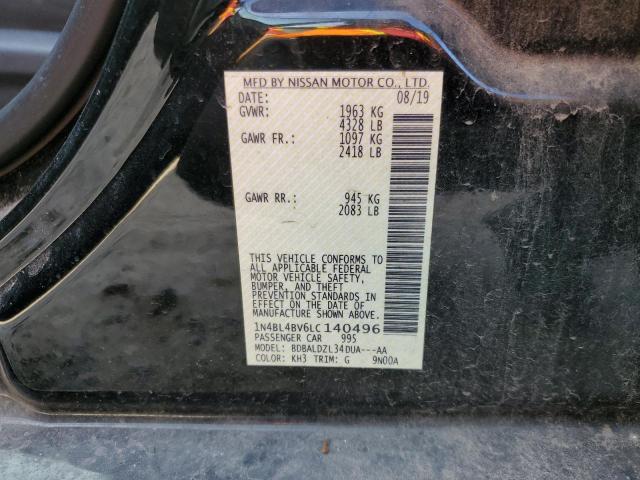 MFD BY NISSAN MOTOR CO., LTD.
DATE: 08/19
GVWR: 1963 KG
4328 LB
GAWR FR: 1097 KG
2418 LB
GAWR RR: 945 KG
2083 LB
THIS VEHICLE CONFORMS TO
ALL APPLICABLE FEDERAL
MOTOR VEHICLE SAFETY,
BUMPER, AND THEFT
PREVENTION STANDARDS IN
EFFECT ON THE DATE OF
MANUFACTURE SHOWN ABOVE.
1N4BL4BV6LC140496
PASSENGER CAR 995
MODEL: BDBALDZL34DUA---AA
COLOR: KH3 TRIM: G 9N00A